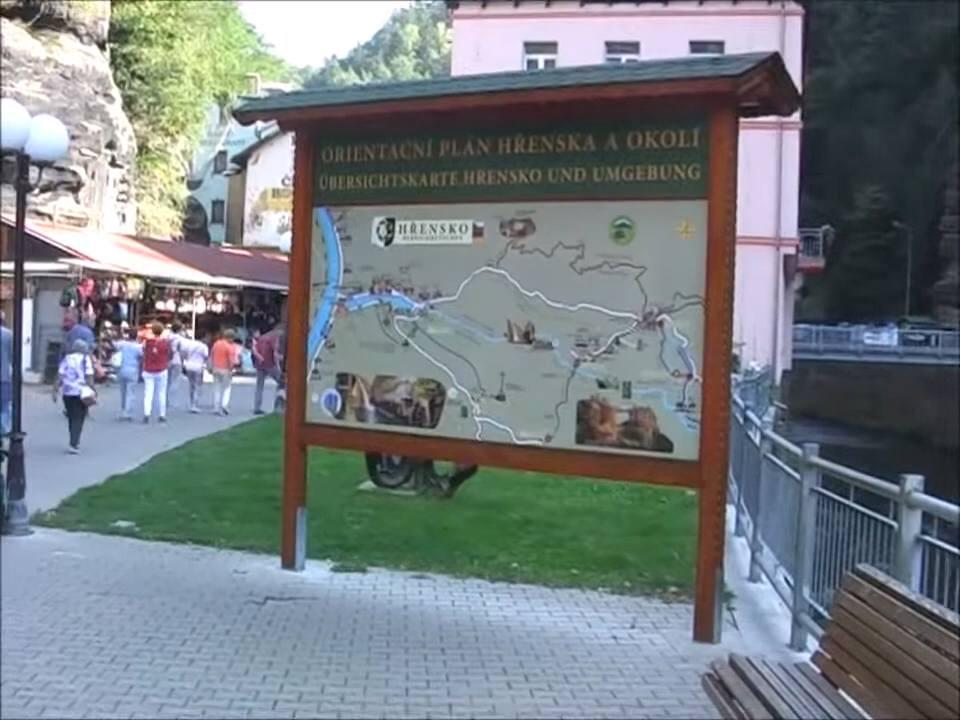 ORIENTAČNÍ PLÁN HŘENSKA A OKOLÍ
ÜBERSICHTSKARTE HŘENSKO UND UMGEBUNG
HŘENSKO